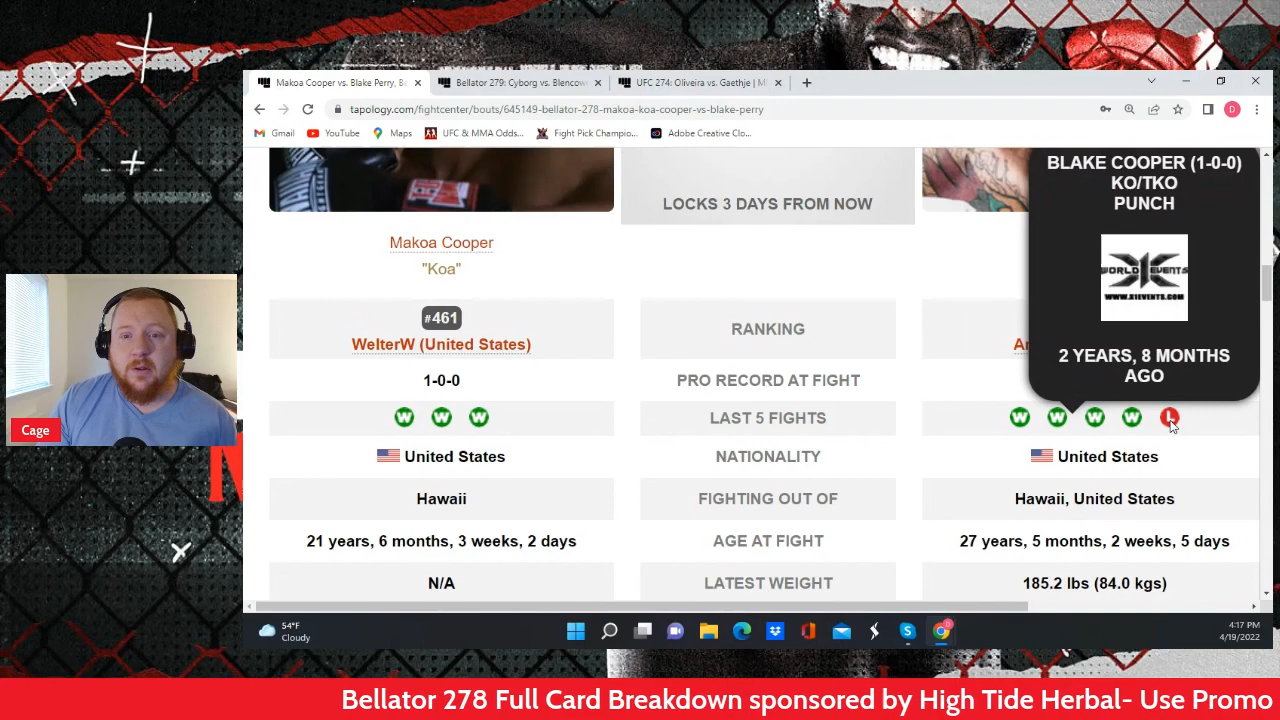 Makoa Cooper vs. Blake Perry, Be
Bellator 279: Cyborg vs. Blencow
UFC 274: Oliveira vs. Gaethje | M
tapology.com/fightcenter/bouts/645149-bellator-278-makoa-koa-cooper-vs-blake-perry
D
Gmail
YouTube
Maps
UFC & MMA Odds...
Fight Pick Champio...
Adobe Creative Clo...
LOCKS 3 DAYS FROM NOW
BLAKE COOPER (1-0-0)
KO/TKO
PUNCH
WORLD EVENTS
WWW.X1EVENTS.COM
2 YEARS, 8 MONTHS
AGO
Makoa Cooper
"Koa"
#461
WelterW (United States)
RANKING
1-0-0
PRO RECORD AT FIGHT
W W W
LAST 5 FIGHTS
W W W W L
United States
NATIONALITY
United States
Hawaii
FIGHTING OUT OF
Hawaii, United States
21 years, 6 months, 3 weeks, 2 days
AGE AT FIGHT
27 years, 5 months, 2 weeks, 5 days
N/A
LATEST WEIGHT
185.2 lbs (84.0 kgs)
Cage
54°F
Cloudy
4:17 PM
4/19/2022
Bellator 278 Full Card Breakdown sponsored by High Tide Herbal- Use Promo